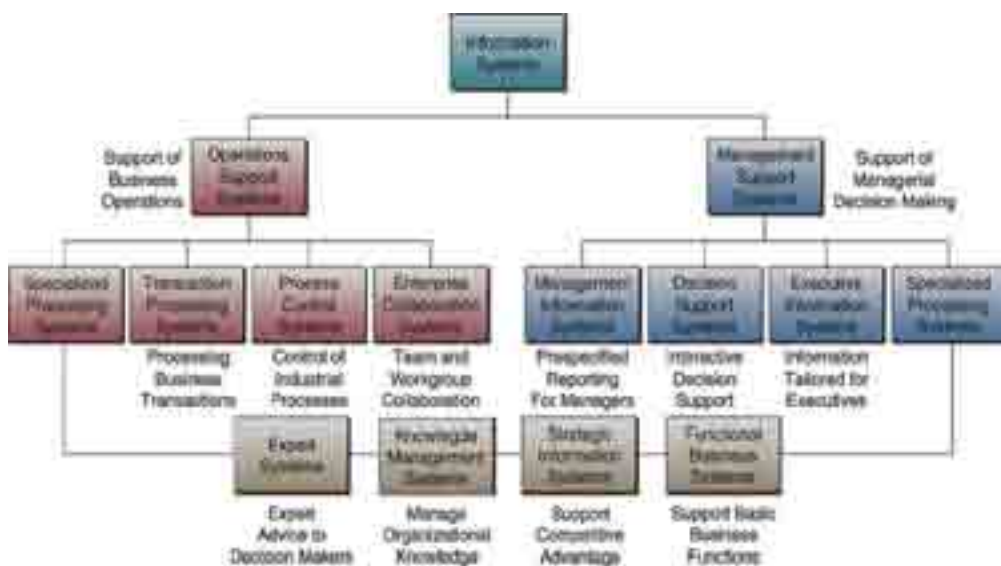 Information
Systems
Support of
Business
Operations
Operations
Support
Systems
Management
Support
Systems
Support of
Managerial
Decision Making
Specialized
Processing
Systems
Transaction
Processing
Systems
Process
Control
Systems
Enterprise
Collaboration
Systems
Management
Information
Systems
Decision
Support
Systems
Executive
Information
Systems
Specialized
Processing
Systems
Processing
Business
Transactions
Control of
Industrial
Processes
Team and
Workgroup
Collaboration
Prespecified
Reporting
For Managers
Interactive
Decision
Support
Information
Tailored for
Executives
Expert
Systems
Knowledge
Management
Systems
Strategic
Information
Systems
Functional
Business
Systems
Expert
Advice to
Decision Makers
Manage
Organizational
Knowledge
Support
Competitive
Advantage
Support Basic
Business
Functions